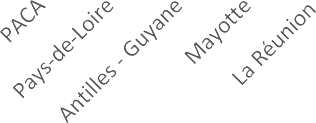 PACA
Pays-de-Loire
Antilles - Guyane
Mayotte
La Réunion